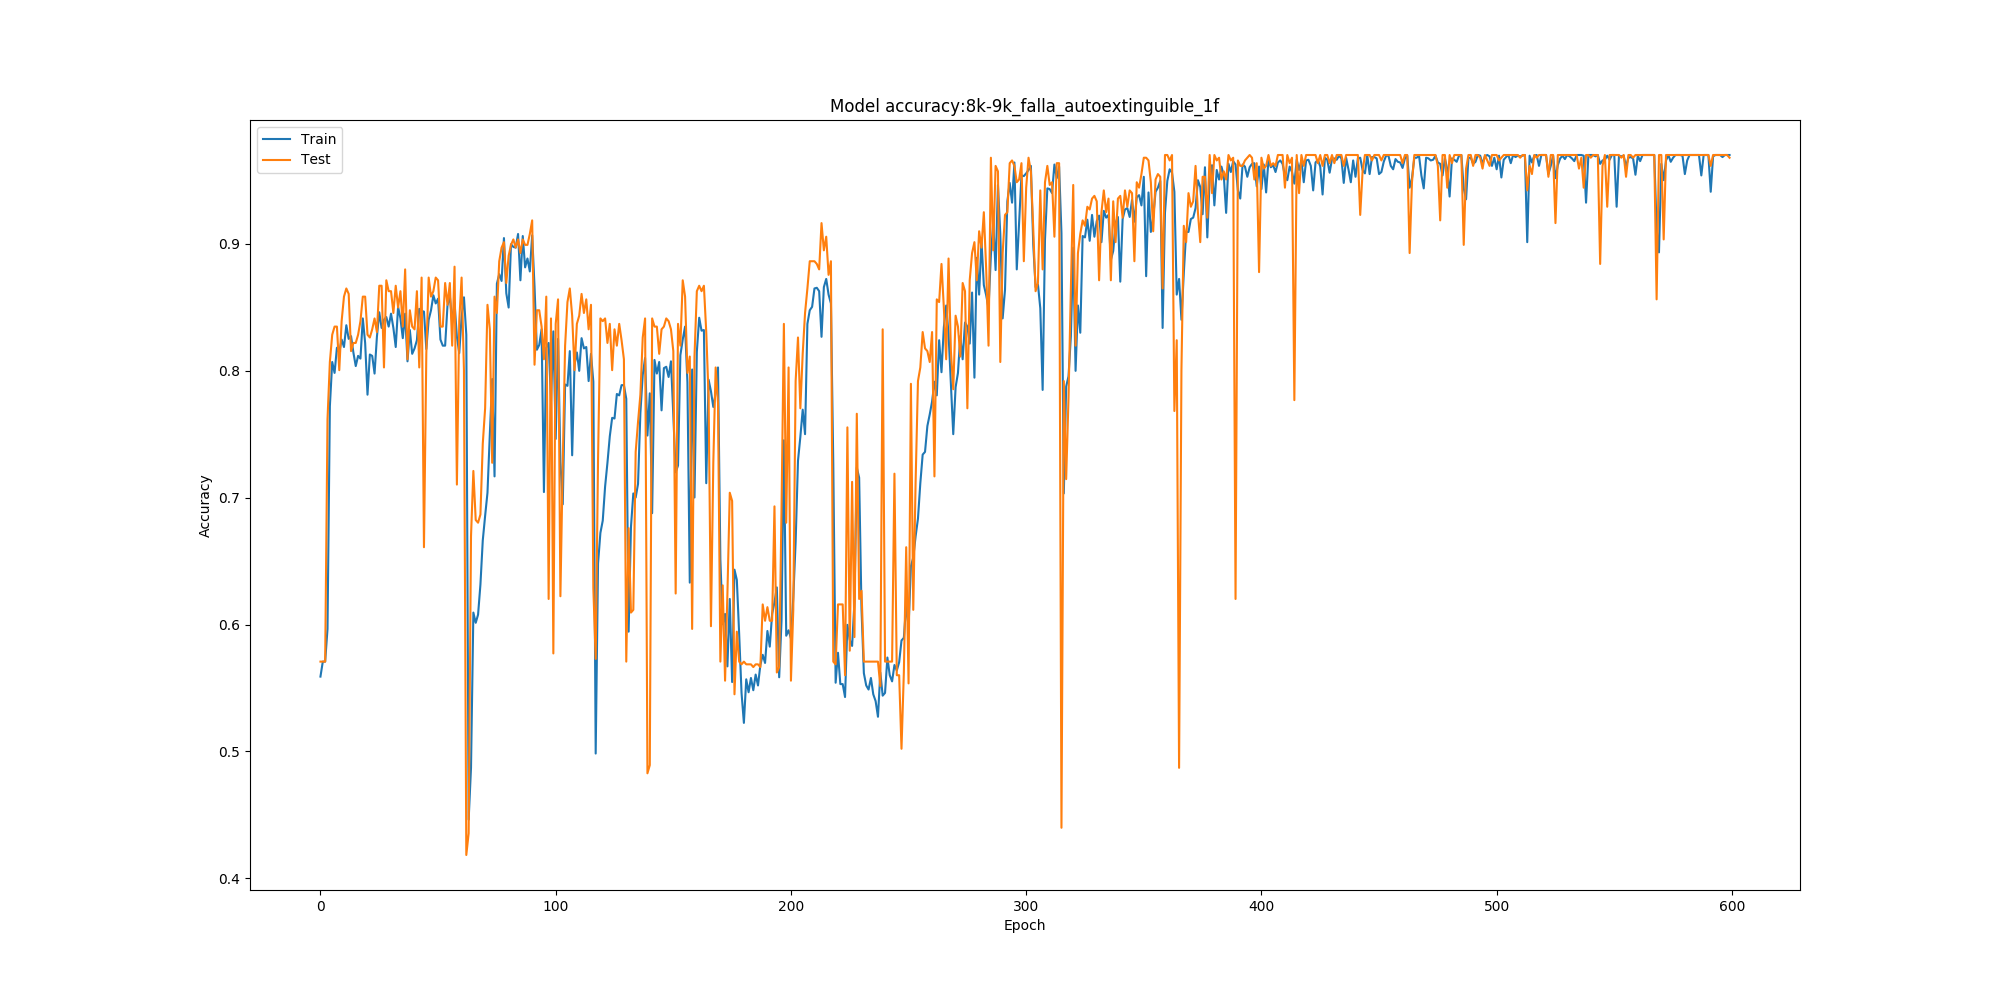 Model accuracy:8k-9k_falla_autoextinguible_1f
Train
Test
Accuracy
0.9
0.8
0.7
0.6
0.5
0.4
0 100 200 300 400 500 600
Epoch